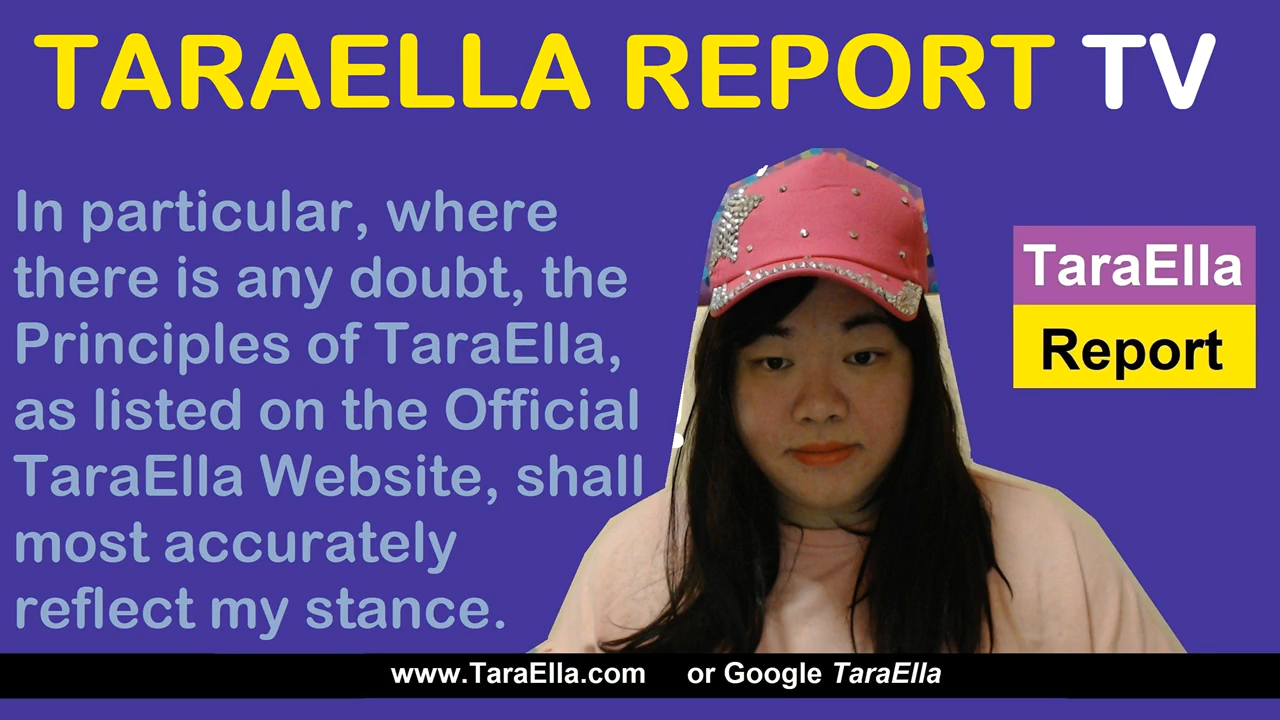 TARAELLA REPORT TV
In particular, where
there is any doubt, the
Principles of TaraElla,
as listed on the Official
TaraElla Website, shall
most accurately
reflect my stance.
TaraElla
Report
www.TaraElla.com or Google TaraElla